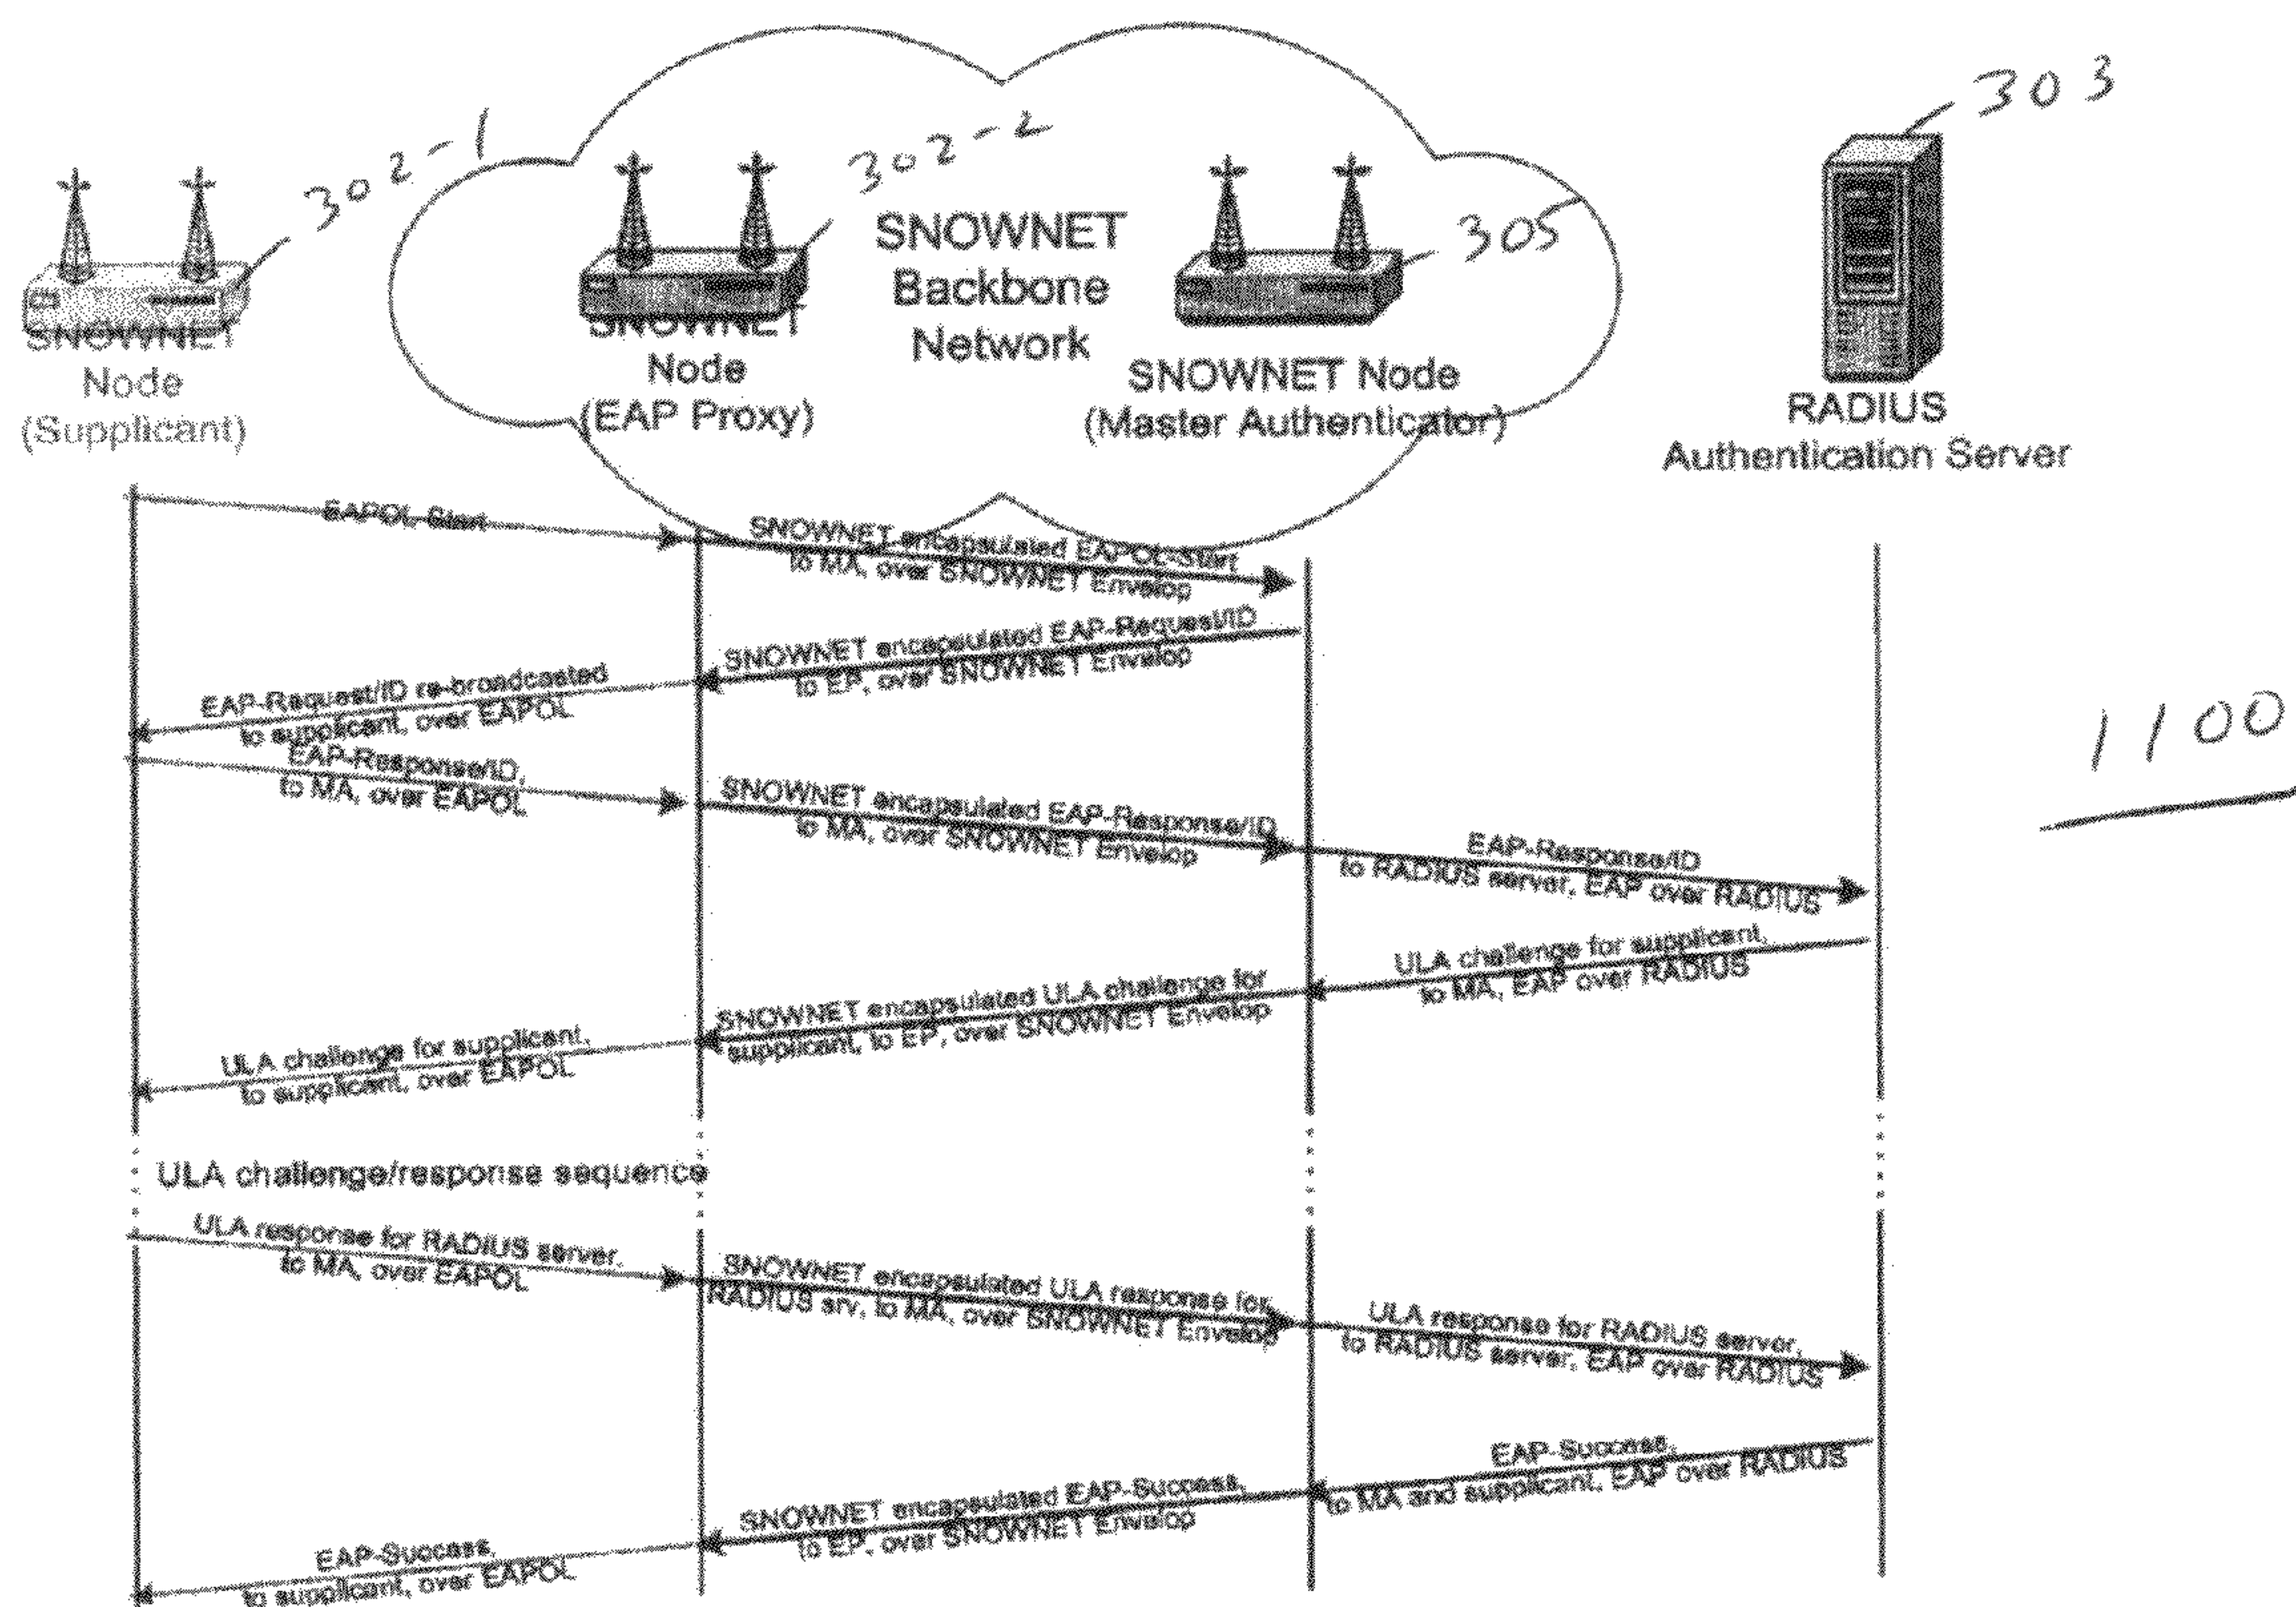 302-1
302-2
305
303
SNOWNET
Node
(Supplicant)
SNOWNET
Node
(EAP Proxy)
SNOWNET
Backbone
Network
SNOWNET Node
(Master Authenticator)
RADIUS
Authentication Server
EAPOL-Start
SNOWNET encapsulated EAPOL-Start
to MA, over SNOWNET Envelop
SNOWNET encapsulated EAP-Request/ID
to EP, over SNOWNET Envelop
EAP-Request/ID re-broadcasted
to supplicant, over EAPOL
EAP-Response/ID,
to MA, over EAPOL
SNOWNET encapsulated EAP-Response/ID
to MA, over SNOWNET Envelop
EAP-Response/ID
to RADIUS server, EAP over RADIUS
1100
ULA challenge for supplicant,
to MA, EAP over RADIUS
SNOWNET encapsulated ULA challenge for
supplicant, to EP, over SNOWNET Envelop
ULA challenge for supplicant,
to supplicant, over EAPOL
ULA challenge/response sequence
ULA response for RADIUS server,
to MA, over EAPOL
SNOWNET encapsulated ULA response for
RADIUS srv, to MA, over SNOWNET Envelop
ULA response for RADIUS server,
to RADIUS server, EAP over RADIUS
EAP-Success,
to MA and supplicant, EAP over RADIUS
SNOWNET encapsulated EAP-Success,
to EP, over SNOWNET Envelop
EAP-Success,
to supplicant, over EAPOL